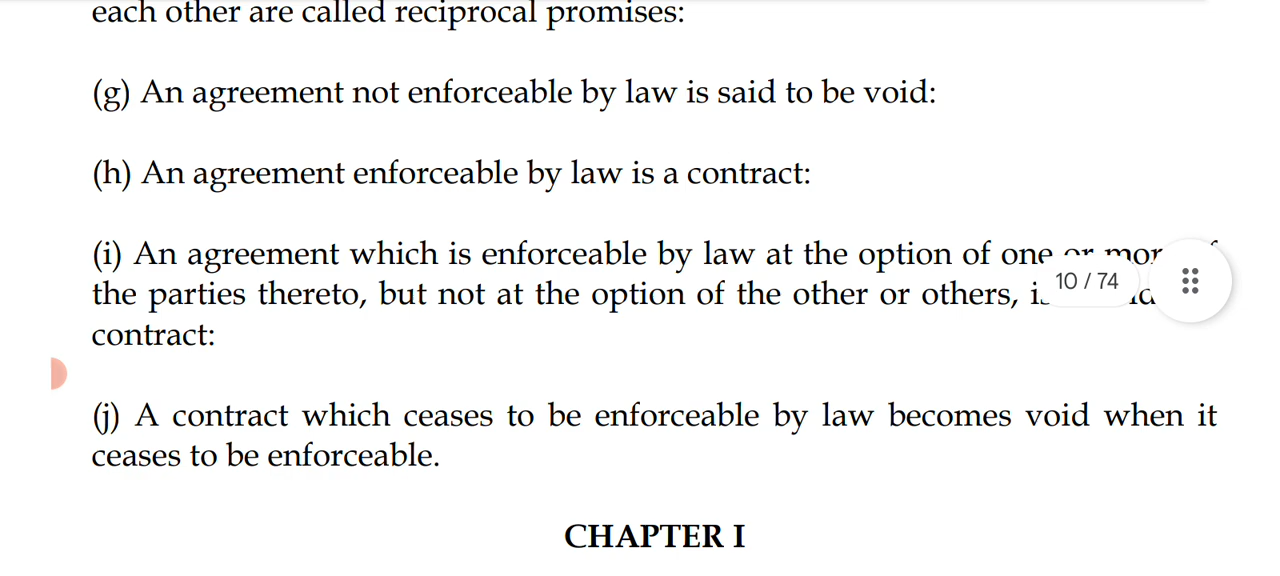 each other are called reciprocal promises:
(g) An agreement not enforceable by law is said to be void:
(h) An agreement enforceable by law is a contract:
(i) An agreement which is enforceable by law at the option of one or
the parties thereto, but not at the option of the other or others,
10 / 74
contract:
(j) A contract which ceases to be enforceable by law becomes void when it
ceases to be enforceable.
CHAPTER I